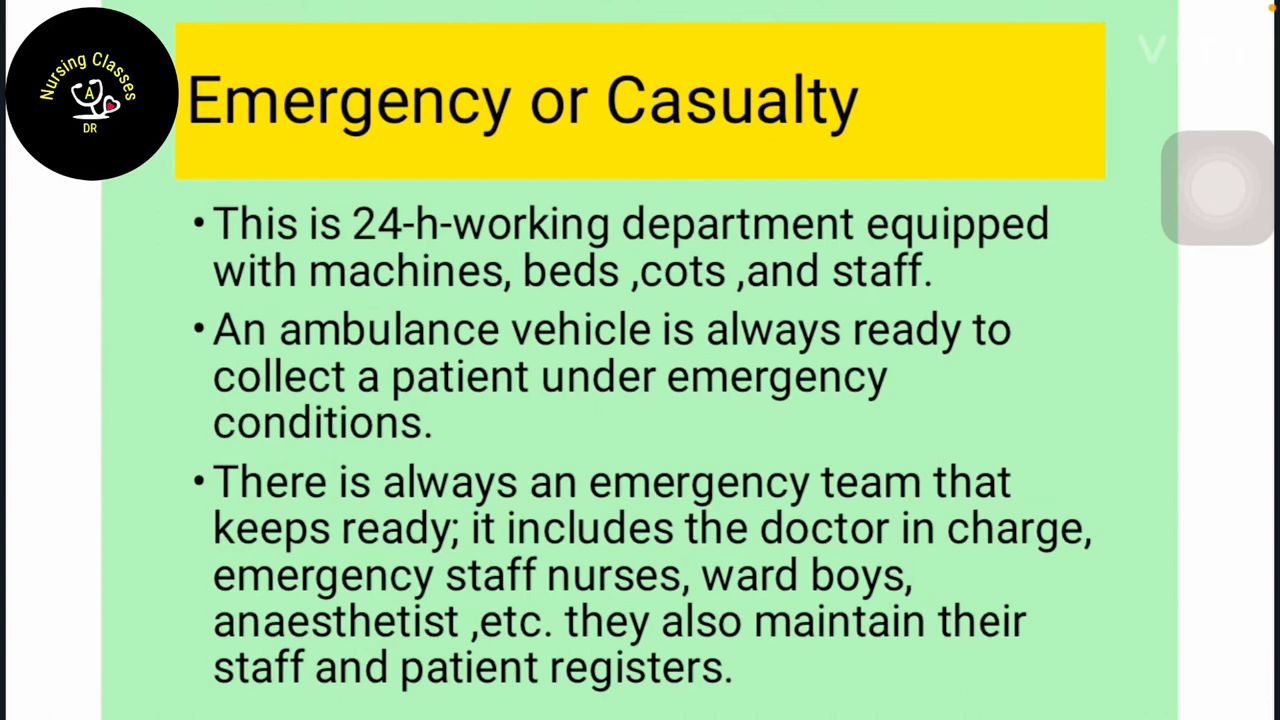 Nursing Classes
A
DR
Emergency or Casualty
•This is 24-h-working department equipped
with machines, beds ,cots ,and staff.
•An ambulance vehicle is always ready to
collect a patient under emergency
conditions.
•There is always an emergency team that
keeps ready; it includes the doctor in charge,
emergency staff nurses, ward boys,
anaesthetist ,etc. they also maintain their
staff and patient registers.